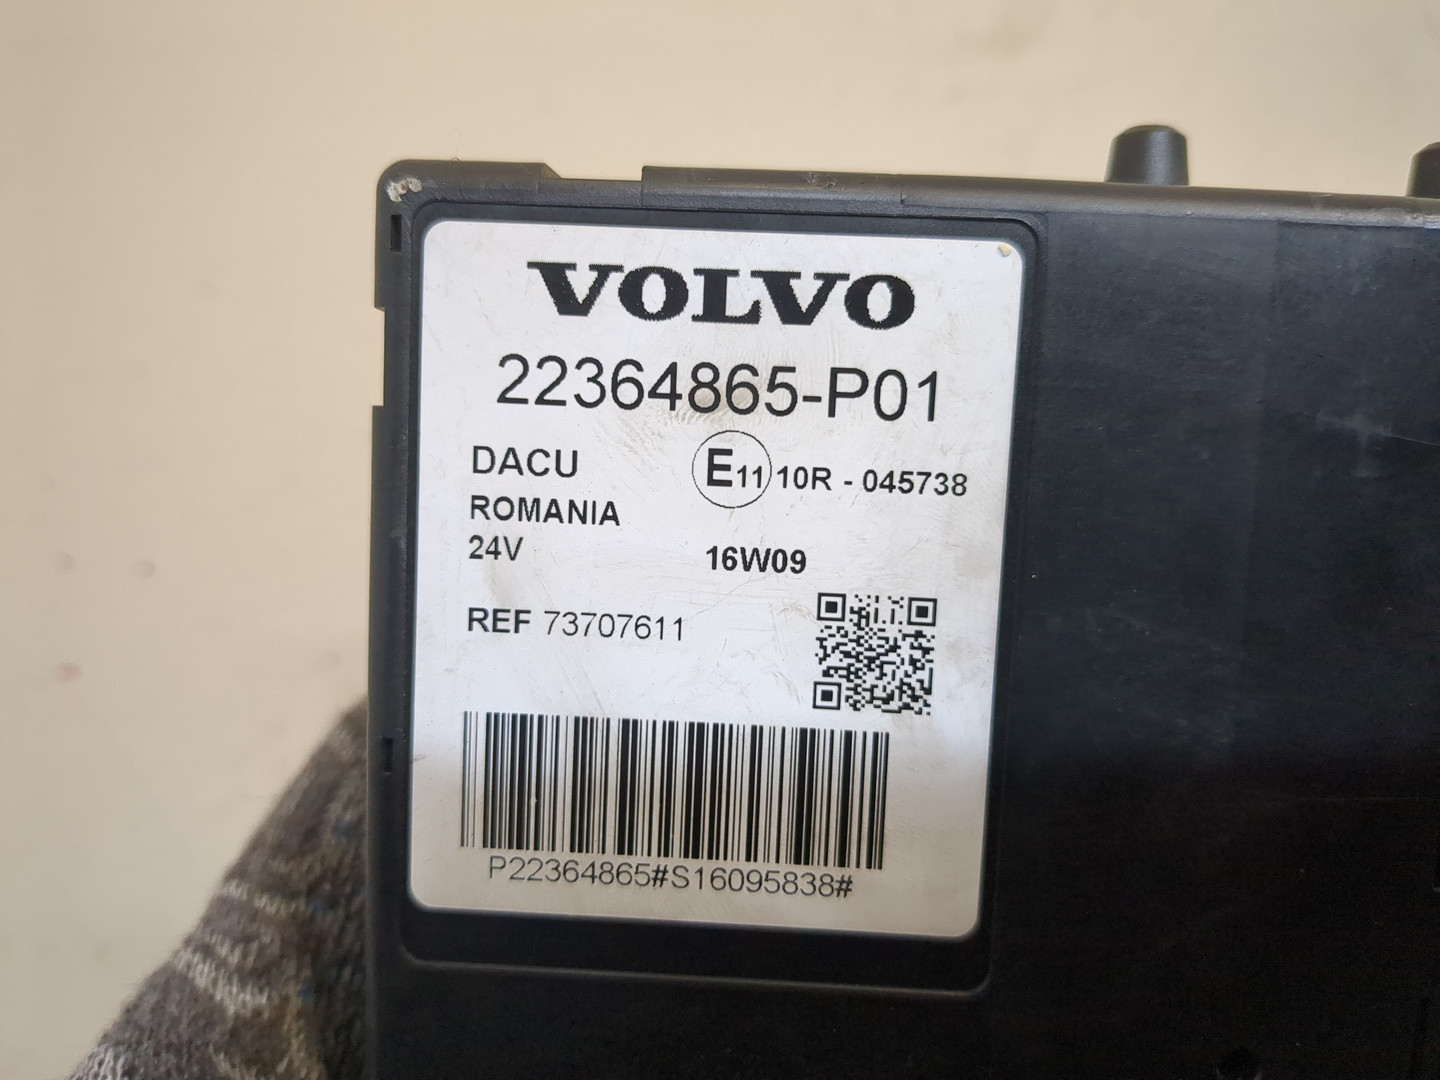 VOLVO
22364865-P01
DACU E11 10R - 045738
ROMANIA
24V 16W09
REF 73707611
P22364865#S16095838#